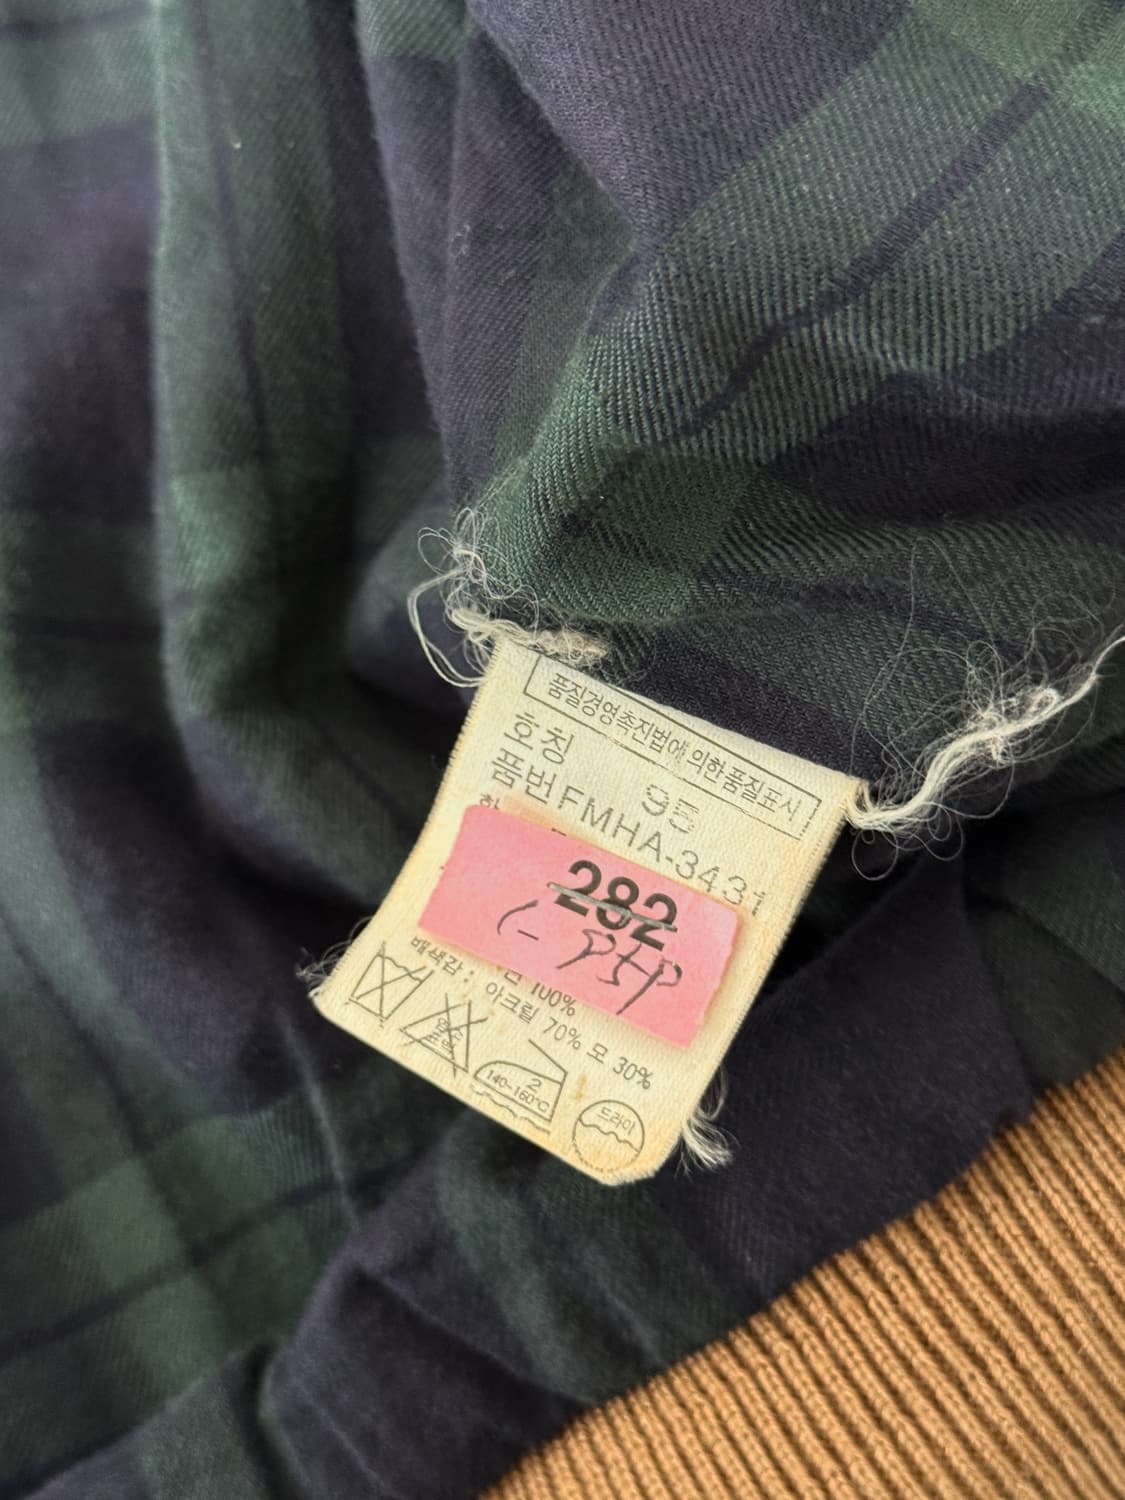 품질경영촉진법에 의한 품질표시
호칭 95
품번 FMHA-3431
282
배색감: 면 100%
아크릴 70% 모 30%
2
140~160°C
드라이